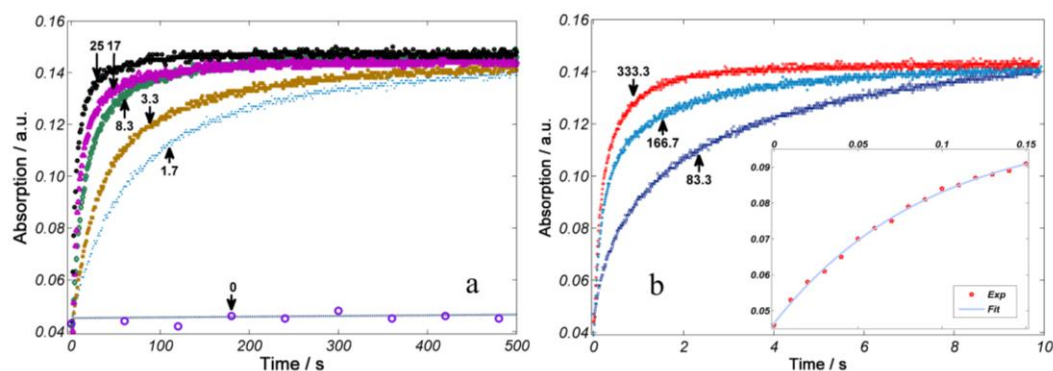 0.16
0.14
0.12
0.10
0.08
0.06
0.04
Absorption / a.u.
25
17
8.3
3.3
1.7
0
a
0 100 200 300 400 500
Time / s
0.16
0.14
0.12
0.10
0.08
0.06
0.04
Absorption / a.u.
333.3
166.7
83.3
b
0 0.05 0.1 0.15
0.09
0.08
0.07
0.06
0.05
Exp
Fit
0 2 4 6 8 10
Time / s